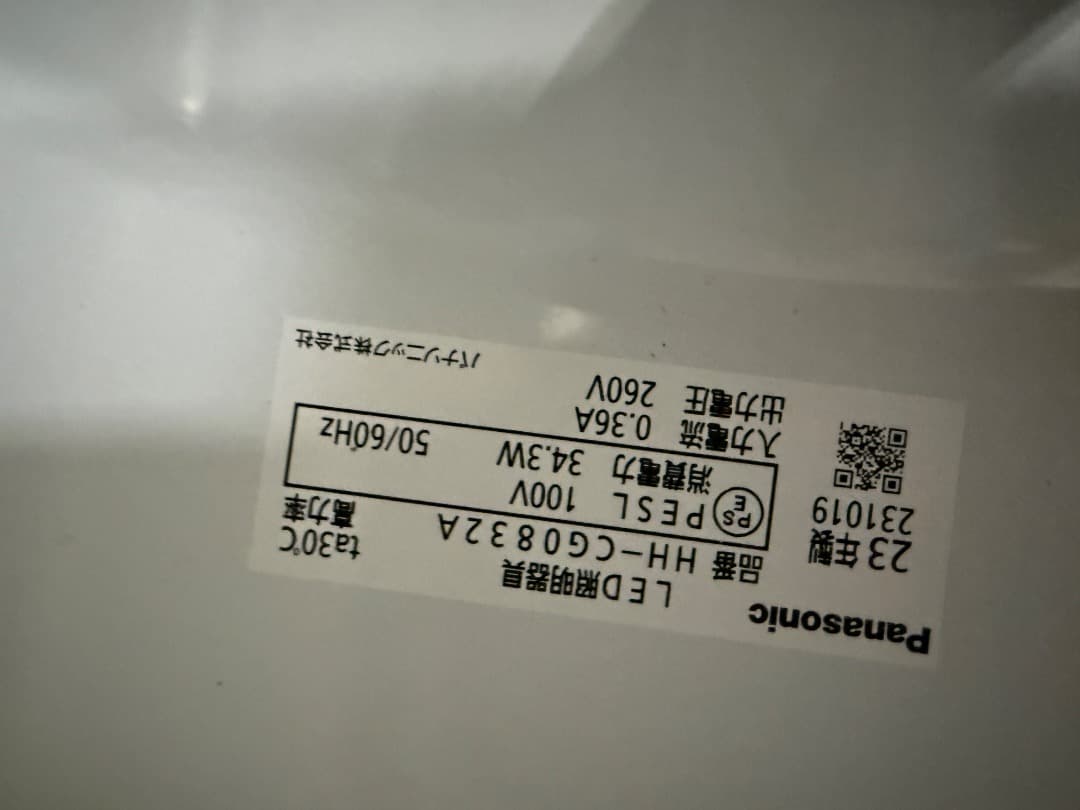 Panasonic
LED照明器具
23年製 品番 HH-CG0832A ta30℃
231019 PS E PESL 100V 高力率
消費電力 34.3W 50/60Hz
入力電流 0.36A
出力電圧 260V
パナソニック株式会社